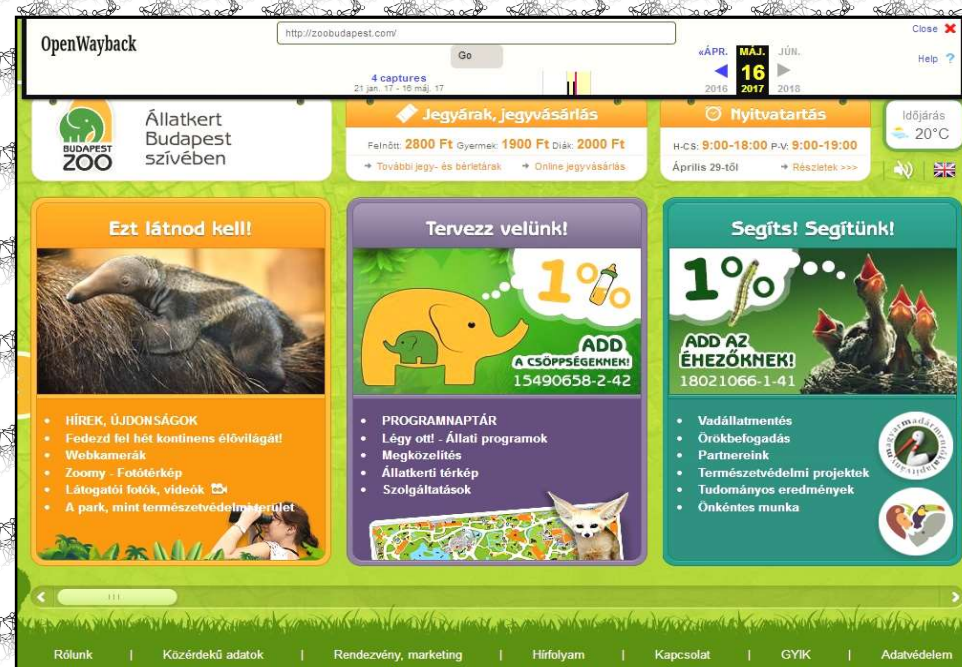 OpenWayback
http://zoobudapest.com/
Go
4 captures
21 jan. 17 - 16 máj. 17
«ÁPR. MÁJ. JÚN.
16
2016 2017 2018
Close
Help ?
BUDAPEST
ZOO
Állatkert
Budapest
szívében
Jegyárak, jegyvásárlás
Felnőtt: 2800 Ft Gyermek: 1900 Ft Diák: 2000 Ft
További jegy- és bérletárak Online jegyvásárlás
Nyitvatartás
H-CS: 9:00-18:00 P-V: 9:00-19:00
Április 29-től Részletek >>>
Időjárás
20°C
Ezt látnod kell!
HÍREK, ÚJDONSÁGOK
Fedezd fel hét kontinens élővilágát!
Webkamerák
Zoomy - Fotótérkép
Látogatói fotók, videók
A park, mint természetvédelmi terület
Tervezz velünk!
1%
ADD
A CSÖPPSÉGEKNEK!
15490658-2-42
PROGRAMNAPTÁR
Légy ott! - Állati programok
Megközelítés
Állatkerti térkép
Szolgáltatások
Segíts! Segítünk!
1%
ADD AZ
ÉHEZŐKNEK!
18021066-1-41
Vadállatmentés
Örökbefogadás
Partnereink
Természetvédelmi projektek
Tudományos eredmények
Önkéntes munka
magyarmadármentőkalapítvány
Rólunk | Közérdekű adatok | Rendezvény, marketing | Hírfolyam | Kapcsolat | GYIK | Adatvédelem